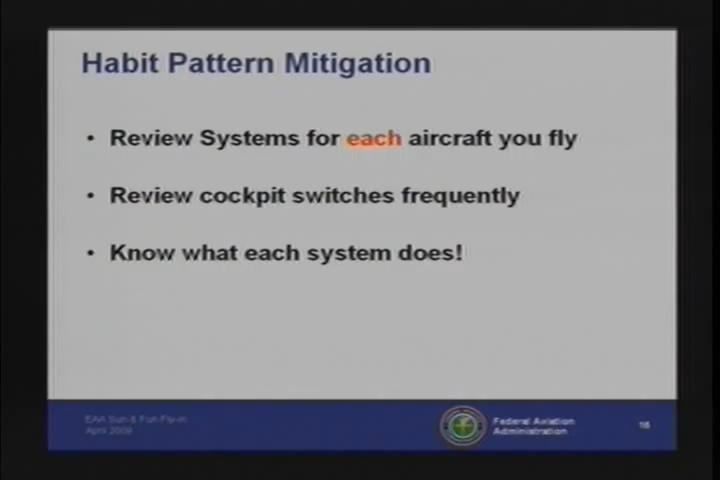 Habit Pattern Mitigation
• Review Systems for each aircraft you fly
• Review cockpit switches frequently
• Know what each system does!
EAA Sun & Fun Fly-in
April 2009
Federal Aviation
Administration
16